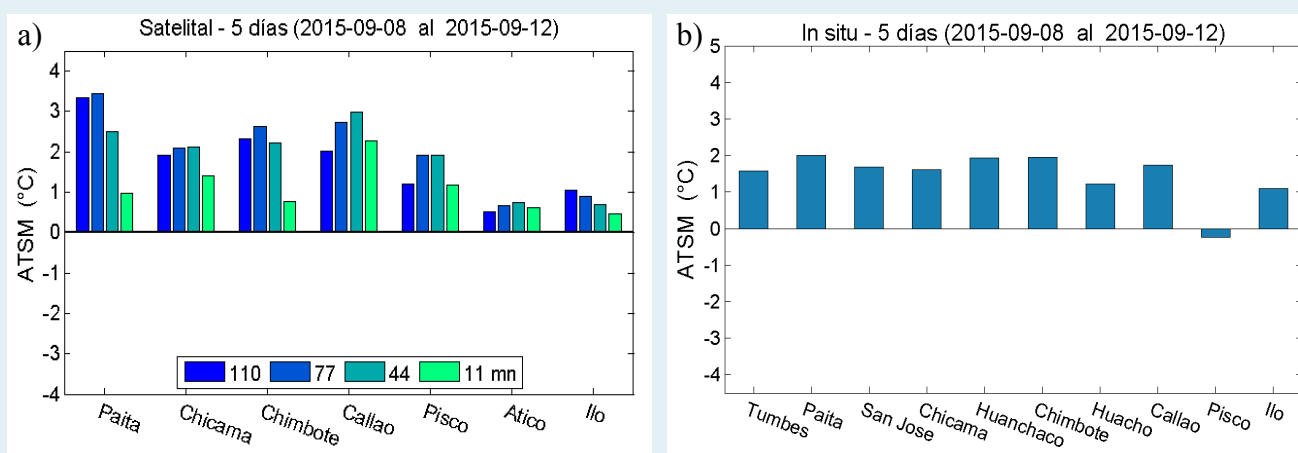 a)
Satelital - 5 días (2015-09-08 al 2015-09-12)
ATSM (°C)
4
3
2
1
0
-1
-2
-3
-4
110 77 44 11 mn
Paita Chicama Chimbote Callao Pisco Atico Ilo
b)
In situ - 5 días (2015-09-08 al 2015-09-12)
ATSM (°C)
5
4
3
2
1
0
-1
-2
-3
-4
Tumbes Paita San Jose Chicama Huanchaco Chimbote Huacho Callao Pisco Ilo